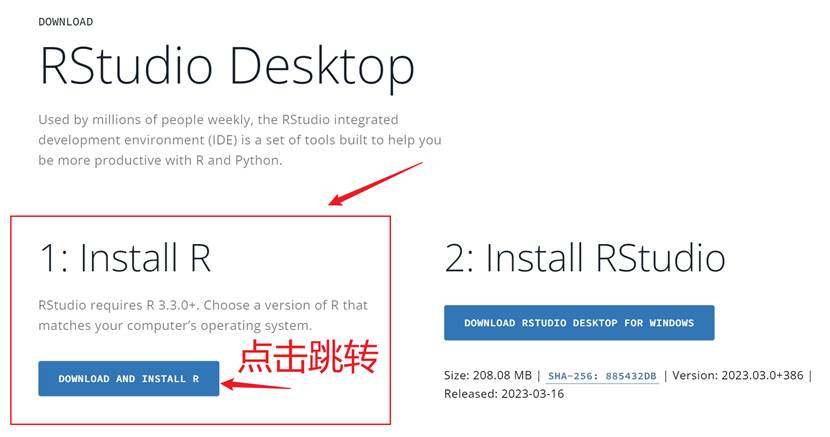 DOWNLOAD
RStudio Desktop
Used by millions of people weekly, the RStudio integrated
development environment (IDE) is a set of tools built to help you
be more productive with R and Python.
1: Install R
RStudio requires R 3.3.0+. Choose a version of R that
matches your computer's operating system.
DOWNLOAD AND INSTALL R
点击跳转
2: Install RStudio
DOWNLOAD RSTUDIO DESKTOP FOR WINDOWS
Size: 208.08 MB | SHA-256: 885432DB | Version: 2023.03.0+386 |
Released: 2023-03-16